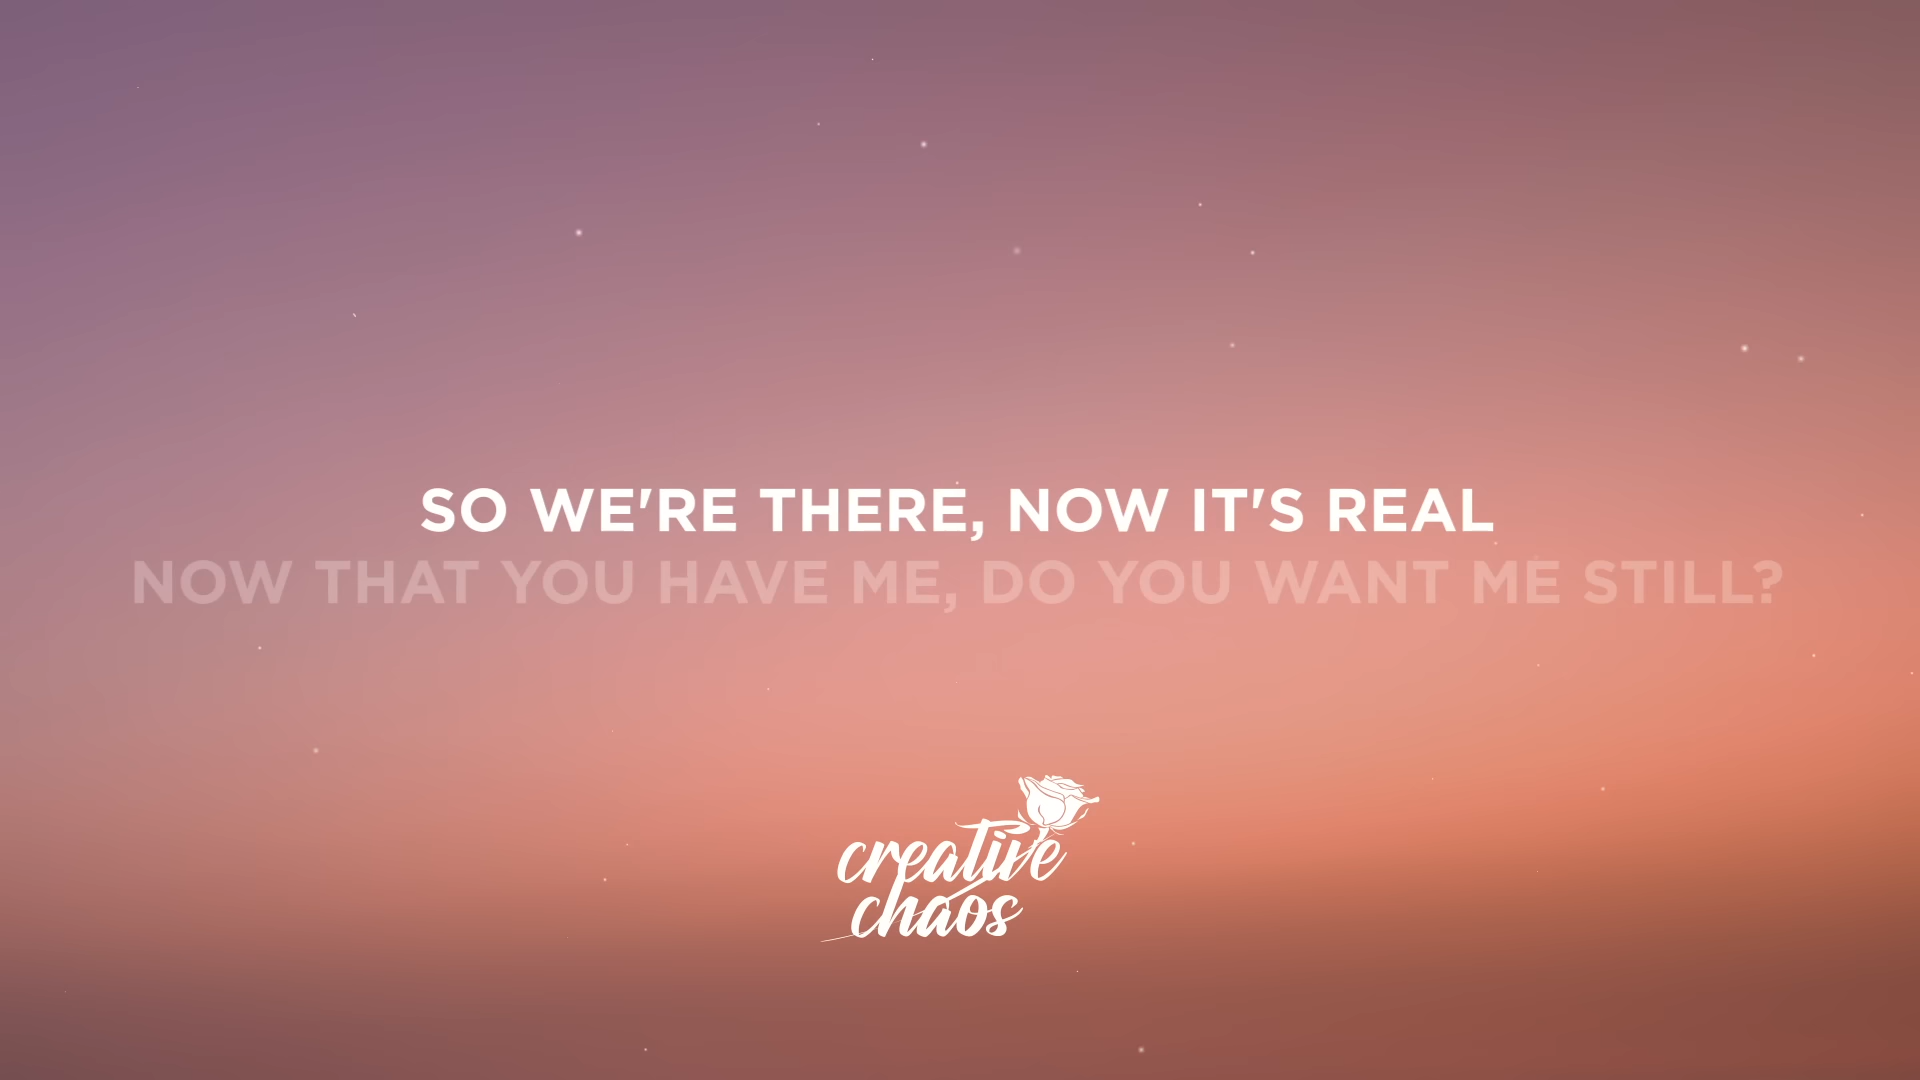 SO WE'RE THERE, NOW IT'S REAL
NOW THAT YOU HAVE ME, DO YOU WANT ME STILL?
creative
chaos